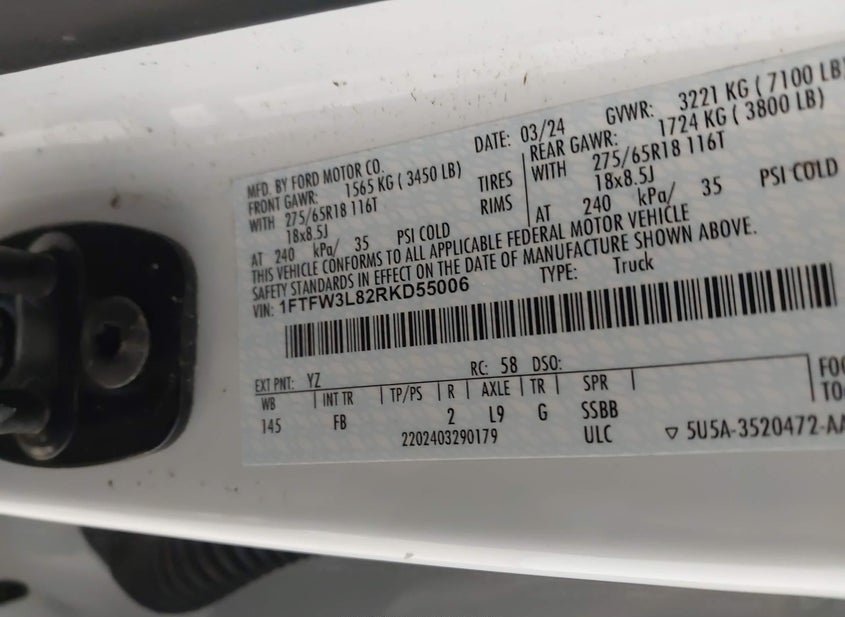 MFD. BY FORD MOTOR CO. DATE: 03/24 GVWR: 3221 KG ( 7100 LB)
FRONT GAWR: 1565 KG ( 3450 LB) REAR GAWR: 1724 KG ( 3800 LB)
WITH 275/65R18 116T TIRES WITH 275/65R18 116T
18x8.5J RIMS 18x8.5J
AT 240 kPa/ 35 PSI COLD AT 240 kPa/ 35 PSI COLD
THIS VEHICLE CONFORMS TO ALL APPLICABLE FEDERAL MOTOR VEHICLE
SAFETY STANDARDS IN EFFECT ON THE DATE OF MANUFACTURE SHOWN ABOVE.
VIN: 1FTFW3L82RKD55006 TYPE: Truck
EXT PNT: YZ RC: 58 DSO:
WB INT TR TP/PS R AXLE TR SPR
145 FB 2 L9 G SSBB
2202403290179 ULC 5U5A-3520472-AA